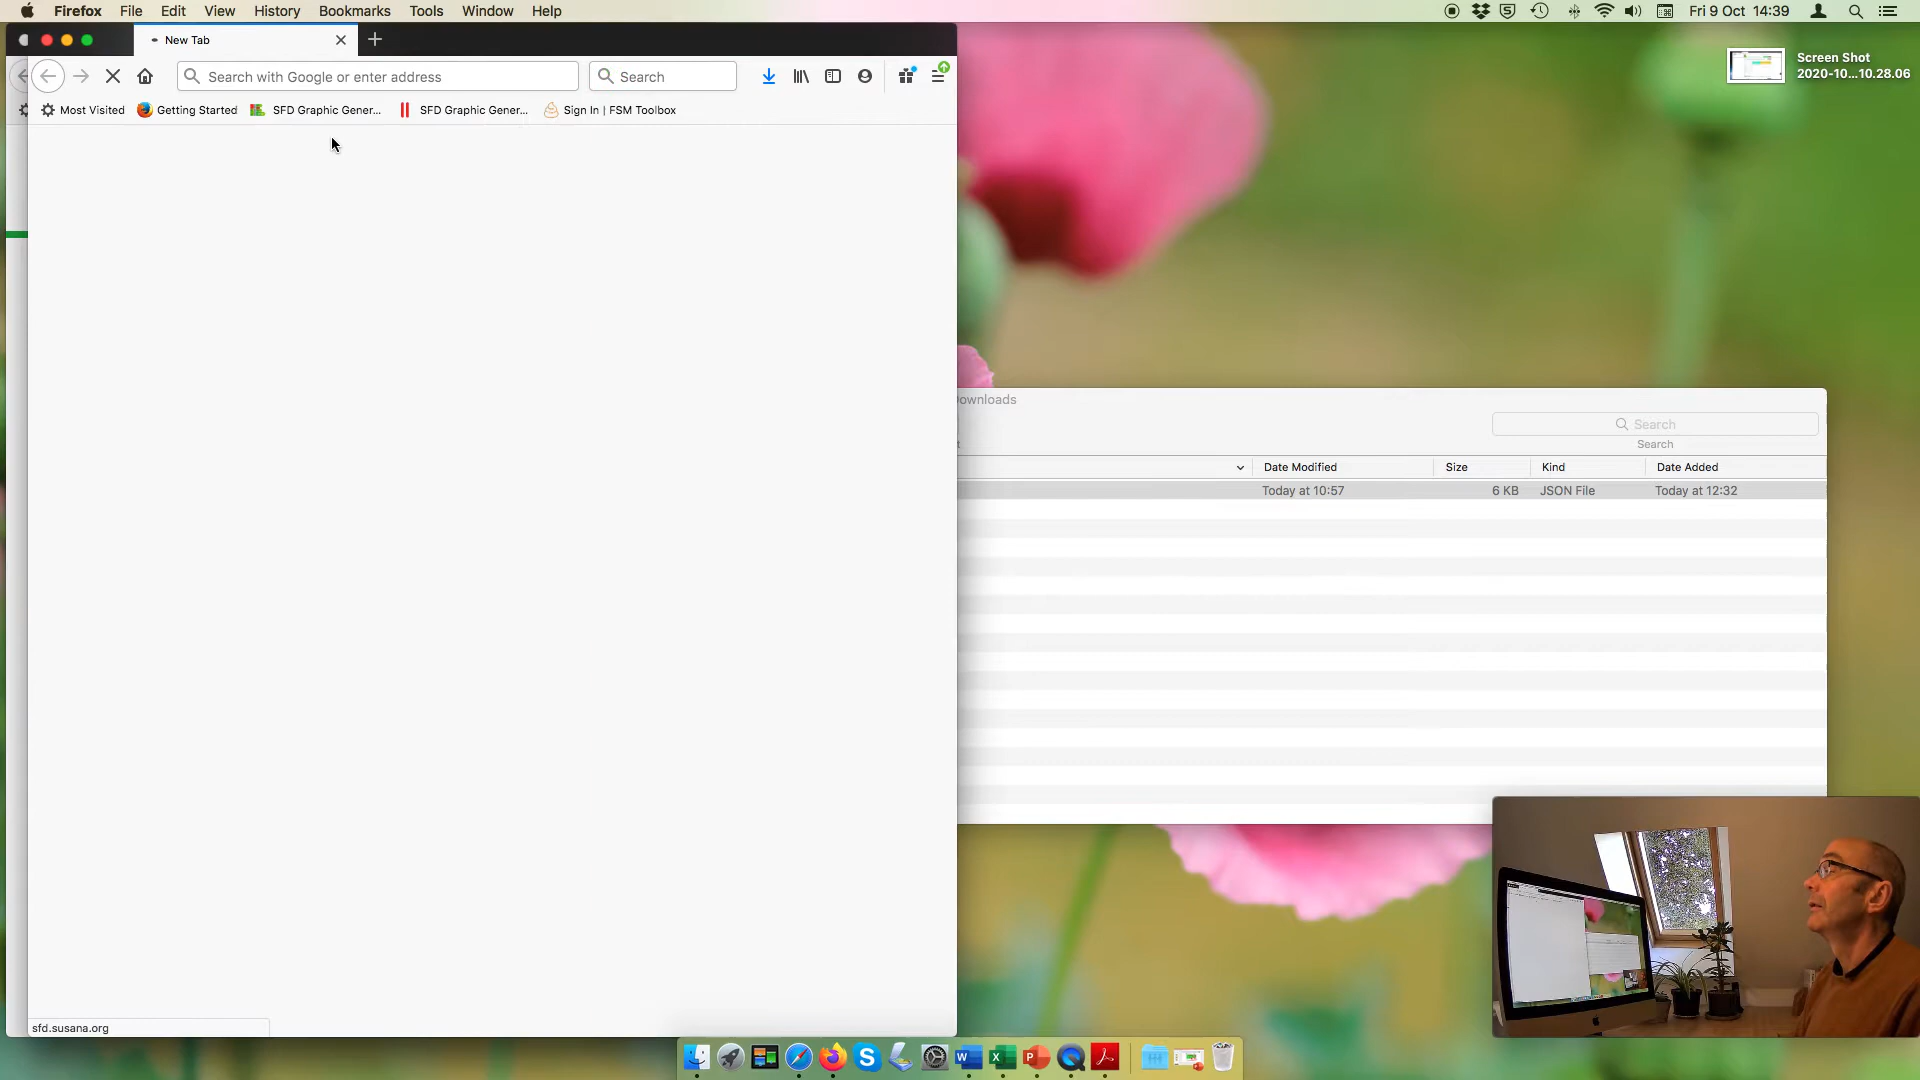 Firefox File Edit View History Bookmarks Tools Window Help
Fri 9 Oct 14:39
New Tab
Search with Google or enter address
Search
Screen Shot
2020-10...10.28.06
Most Visited
Getting Started
SFD Graphic Gener...
SFD Graphic Gener...
Sign In | FSM Toolbox
ownloads
Search
Search
Date Modified Size Kind Date Added
Today at 10:57 6 KB JSON File Today at 12:32
sfd.susana.org